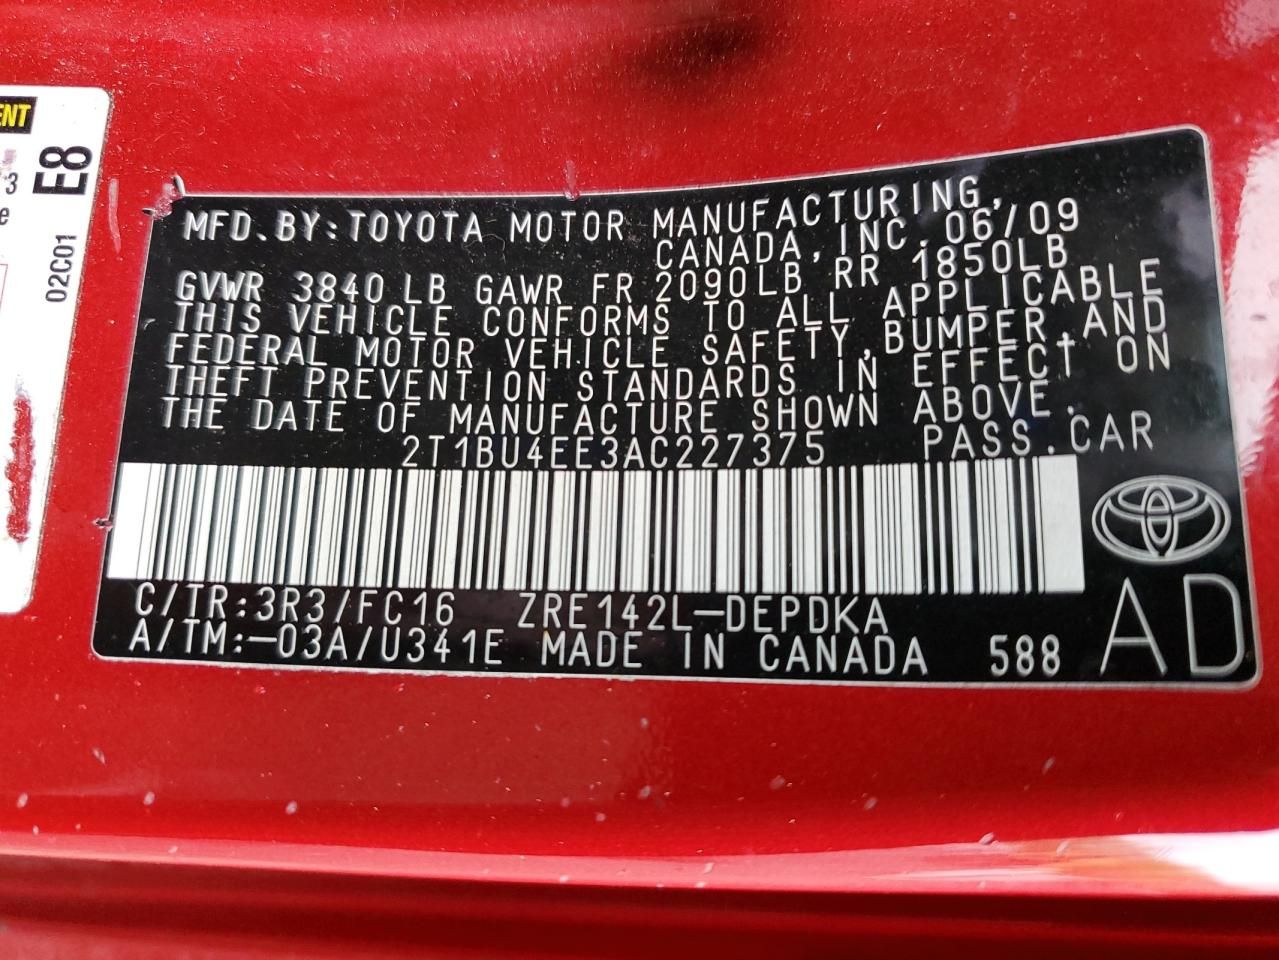 MFD.BY:TOYOTA MOTOR MANUFACTURING,
CANADA,INC.06/09
GVWR 3840 LB GAWR FR 2090LB RR 1850LB
THIS VEHICLE CONFORMS TO ALL APPLICABLE
FEDERAL MOTOR VEHICLE SAFETY,BUMPER,AND
THEFT PREVENTION STANDARDS IN EFFECT ON
THE DATE OF MANUFACTURE SHOWN ABOVE.
2T1BU4EE3AC227375 PASS.CAR
C/TR:3R3/FC16 ZRE142L-DEPDKA
A/TM:-03A/U341E MADE IN CANADA 588 AD
ENT
3
e
E8
02C01